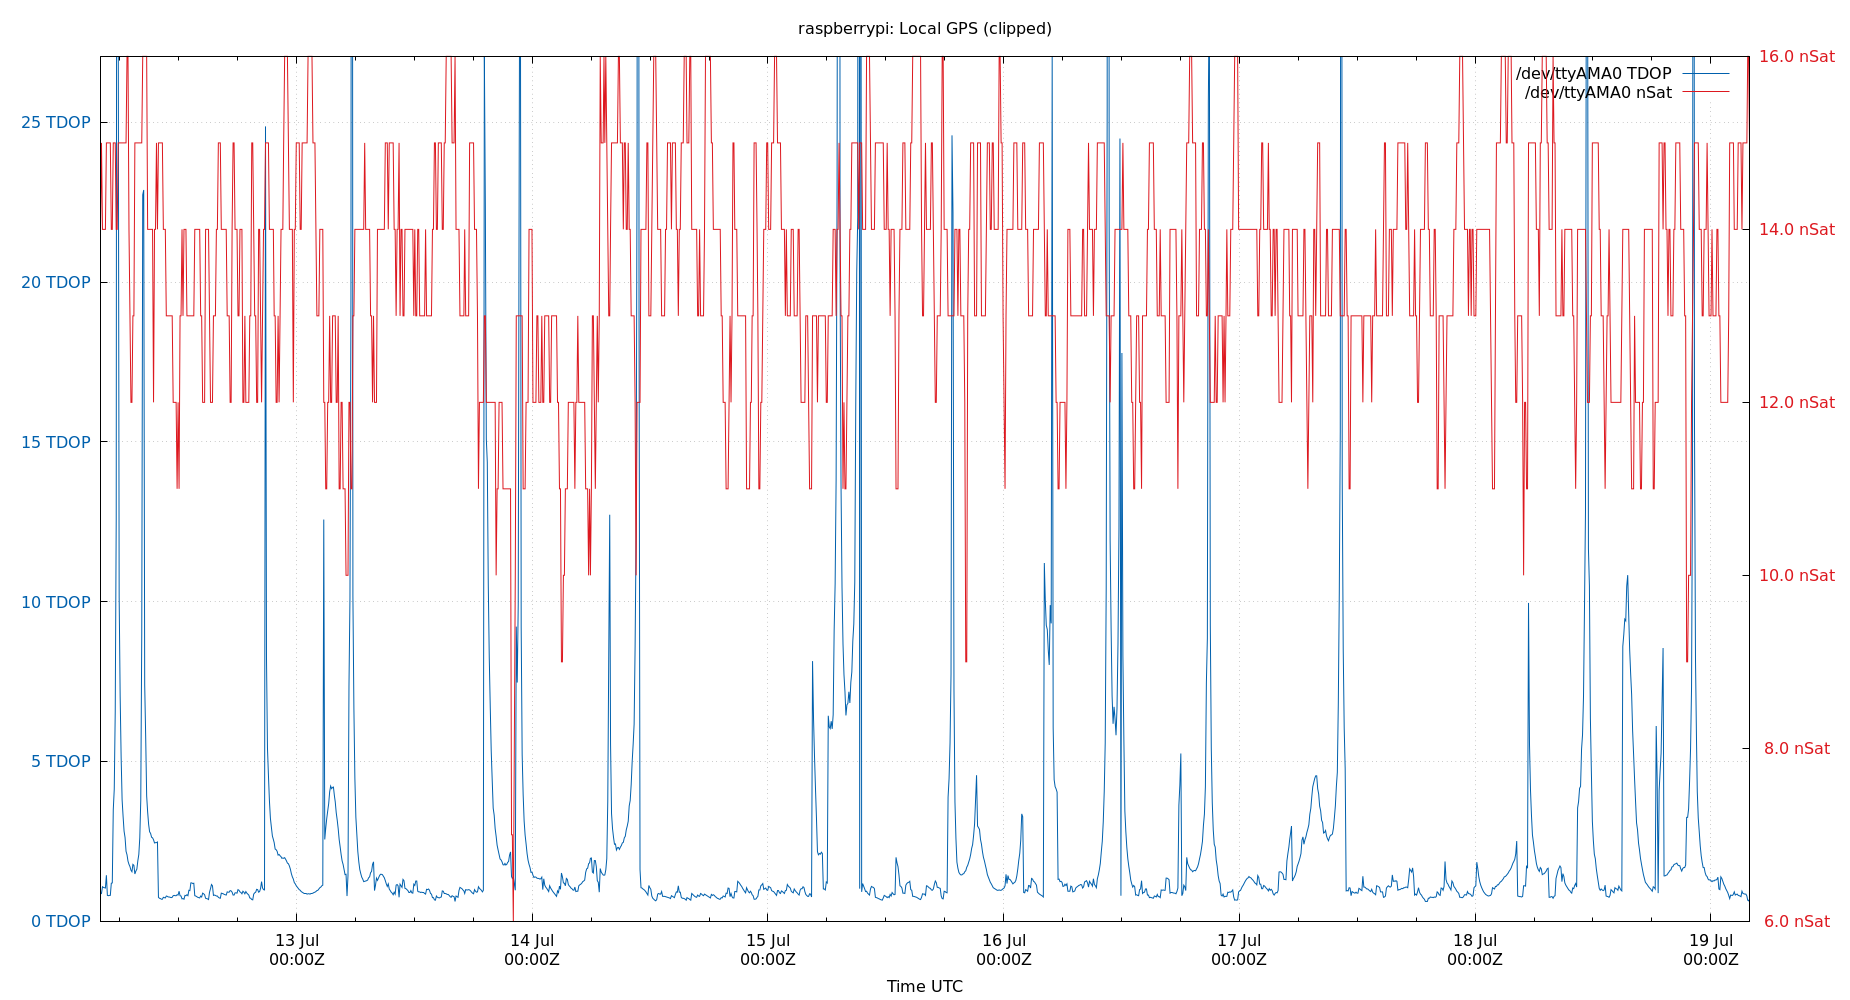 raspberrypi: Local GPS (clipped)
16.0 nSat
/dev/ttyAMA0 TDOP
/dev/ttyAMA0 nSat
25 TDOP
14.0 nSat
20 TDOP
12.0 nSat
15 TDOP
10 TDOP
10.0 nSat
5 TDOP
8.0 nSat
0 TDOP
6.0 nSat
13 Jul 14 Jul 15 Jul 16 Jul 17 Jul 18 Jul 19 Jul
00:00Z 00:00Z 00:00Z 00:00Z 00:00Z 00:00Z 00:00Z
Time UTC